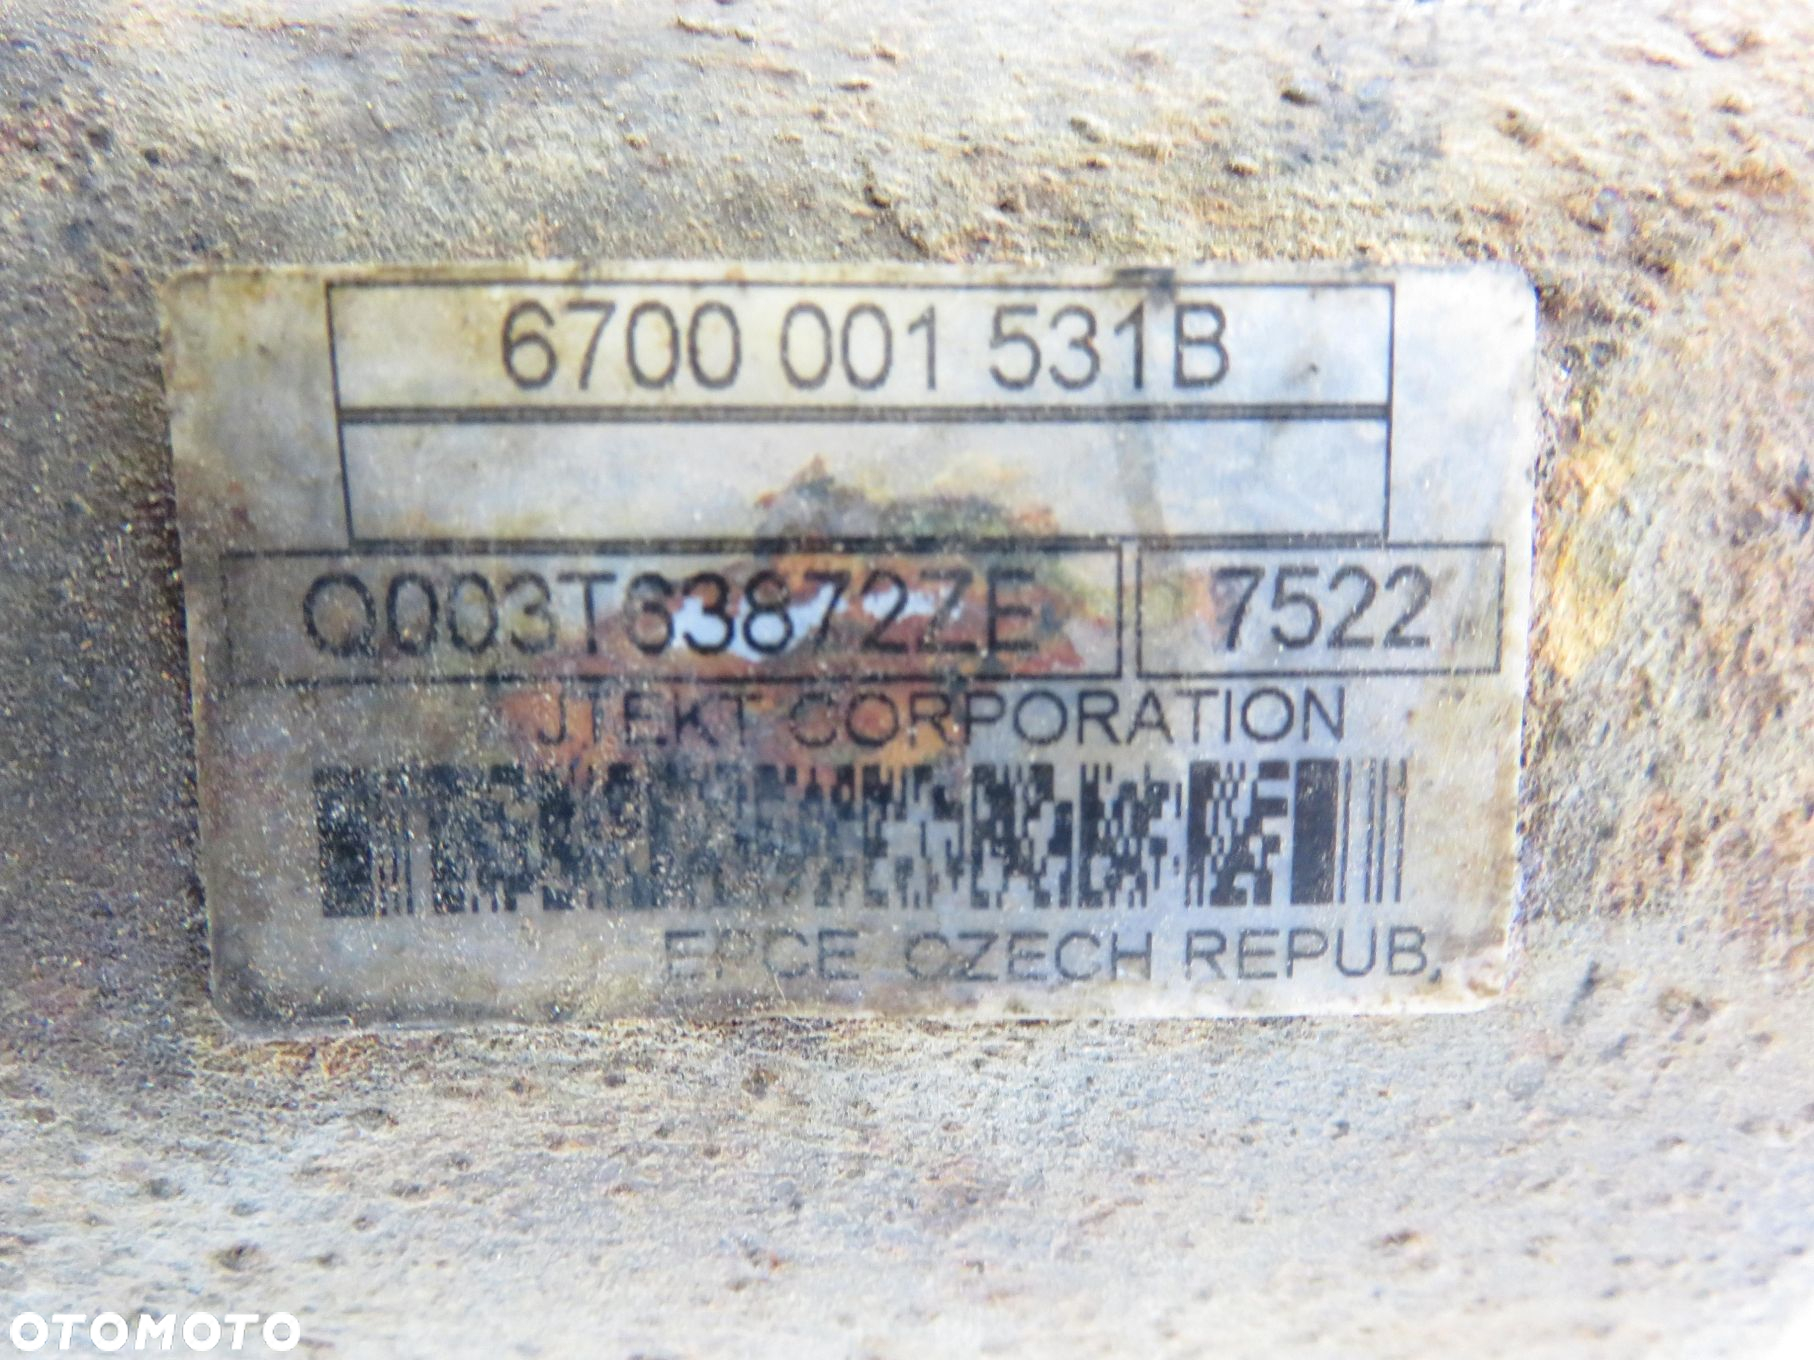 6700 001 531B
Q003T63872ZE 7522
JTEKT CORPORATION
EPCE CZECH REPUB,
OTOMOTO